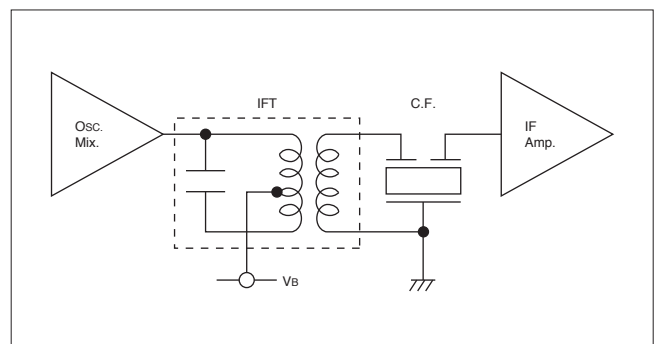 IFT
C.F.
Osc.
Mix.
IF
Amp.
VB